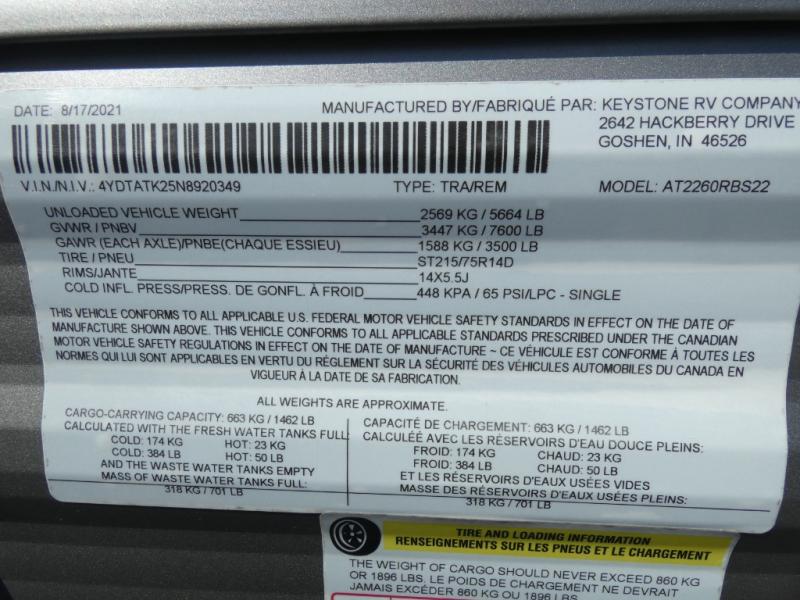 DATE: 8/17/2021
MANUFACTURED BY/FABRIQUÉ PAR: KEYSTONE RV COMPANY
2642 HACKBERRY DRIVE
GOSHEN, IN 46526
V.I.N./N.I.V.: 4YDTATK25N8920349 TYPE: TRA/REM MODEL: AT2260RBS22
UNLOADED VEHICLE WEIGHT 2569 KG / 5664 LB
GVWR / PNBV 3447 KG / 7600 LB
GAWR (EACH AXLE)/PNBE(CHAQUE ESSIEU) 1588 KG / 3500 LB
TIRE / PNEU ST215/75R14D
RIMS/JANTE 14X5.5J
COLD INFL. PRESS/PRESS. DE GONFL. À FROID 448 KPA / 65 PSI/LPC - SINGLE
THIS VEHICLE CONFORMS TO ALL APPLICABLE U.S. FEDERAL MOTOR VEHICLE SAFETY STANDARDS IN EFFECT ON THE DATE OF
MANUFACTURE SHOWN ABOVE. THIS VEHICLE CONFORMS TO ALL APPLICABLE STANDARDS PRESCRIBED UNDER THE CANADIAN
MOTOR VEHICLE SAFETY REGULATIONS IN EFFECT ON THE DATE OF MANUFACTURE ~ CE VÉHICULE EST CONFORME À TOUTES LES
NORMES QUI LUI SONT APPLICABLES EN VERTU DU RÉGLEMENT SUR LA SÉCURITÉ DES VÉHICULES AUTOMOBILES DU CANADA EN
VIGUEUR À LA DATE DE SA FABRICATION.
ALL WEIGHTS ARE APPROXIMATE.
CARGO-CARRYING CAPACITY: 663 KG / 1462 LB
CALCULATED WITH THE FRESH WATER TANKS FULL:
COLD: 174 KG HOT: 23 KG
COLD: 384 LB HOT: 50 LB
AND THE WASTE WATER TANKS EMPTY
MASS OF WASTE WATER TANKS FULL:
318 KG / 701 LB
CAPACITÉ DE CHARGEMENT: 663 KG / 1462 LB
CALCULÉE AVEC LES RÉSERVOIRS D'EAU DOUCE PLEINS:
FROID: 174 KG CHAUD: 23 KG
FROID: 384 LB CHAUD: 50 LB
ET LES RÉSERVOIRS D'EAUX USÉES VIDES
MASSE DES RÉSERVOIRS D'EAUX USÉES PLEINS:
318 KG / 701 LB
TIRE AND LOADING INFORMATION
RENSEIGNEMENTS SUR LES PNEUS ET LE CHARGEMENT
THE WEIGHT OF CARGO SHOULD NEVER EXCEED 860 KG
OR 1896 LBS. LE POIDS DE CHARGEMENT NE DEVRAIT
JAMAIS EXCÉDER 860 KG OU 1896 LBS.